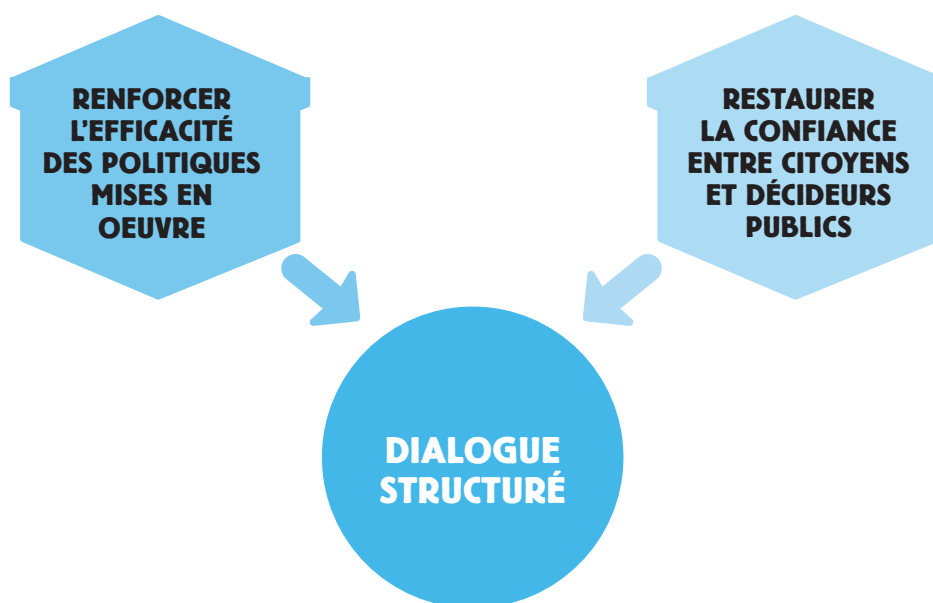 RENFORCER
L'EFFICACITÉ
DES POLITIQUES
MISES EN
OEUVRE
RESTAURER
LA CONFIANCE
ENTRE CITOYENS
ET DÉCIDEURS
PUBLICS
DIALOGUE
STRUCTURÉ